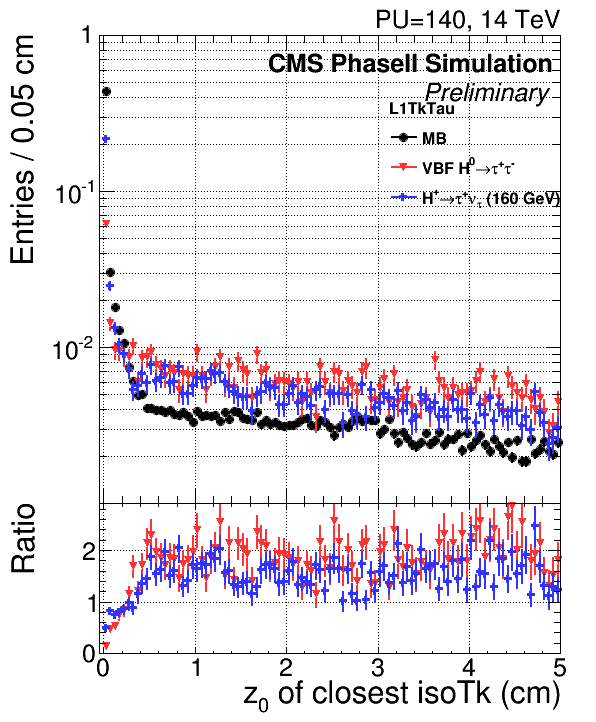 PU=140, 14 TeV
CMS PhaseII Simulation
Preliminary
L1TkTau
MB
VBF H⁰→τ⁺τ⁻
H⁺→τ⁺ντ (160 GeV)
Entries / 0.05 cm
1
10⁻¹
10⁻²
Ratio
2
1
0
0 1 2 3 4 5
z₀ of closest isoTk (cm)